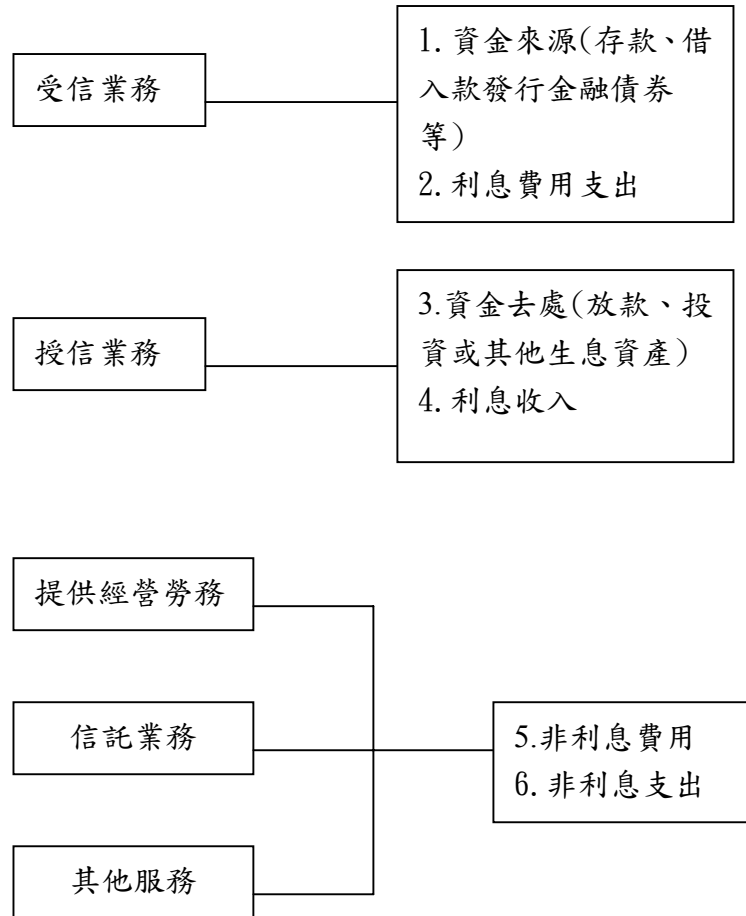 受信業務
1. 資金來源(存款、借
入款發行金融債券
等)
2. 利息費用支出
授信業務
3.資金去處(放款、投
資或其他生息資產)
4. 利息收入
提供經營勞務
信託業務
5.非利息費用
6. 非利息支出
其他服務